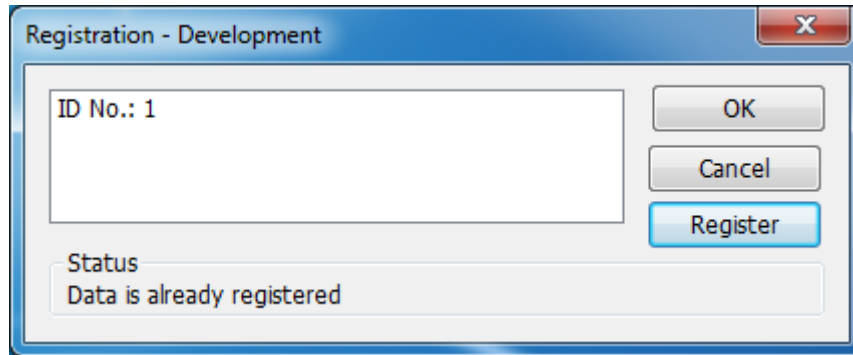 Registration - Development
ID No.: 1
OK
Cancel
Register
Status
Data is already registered